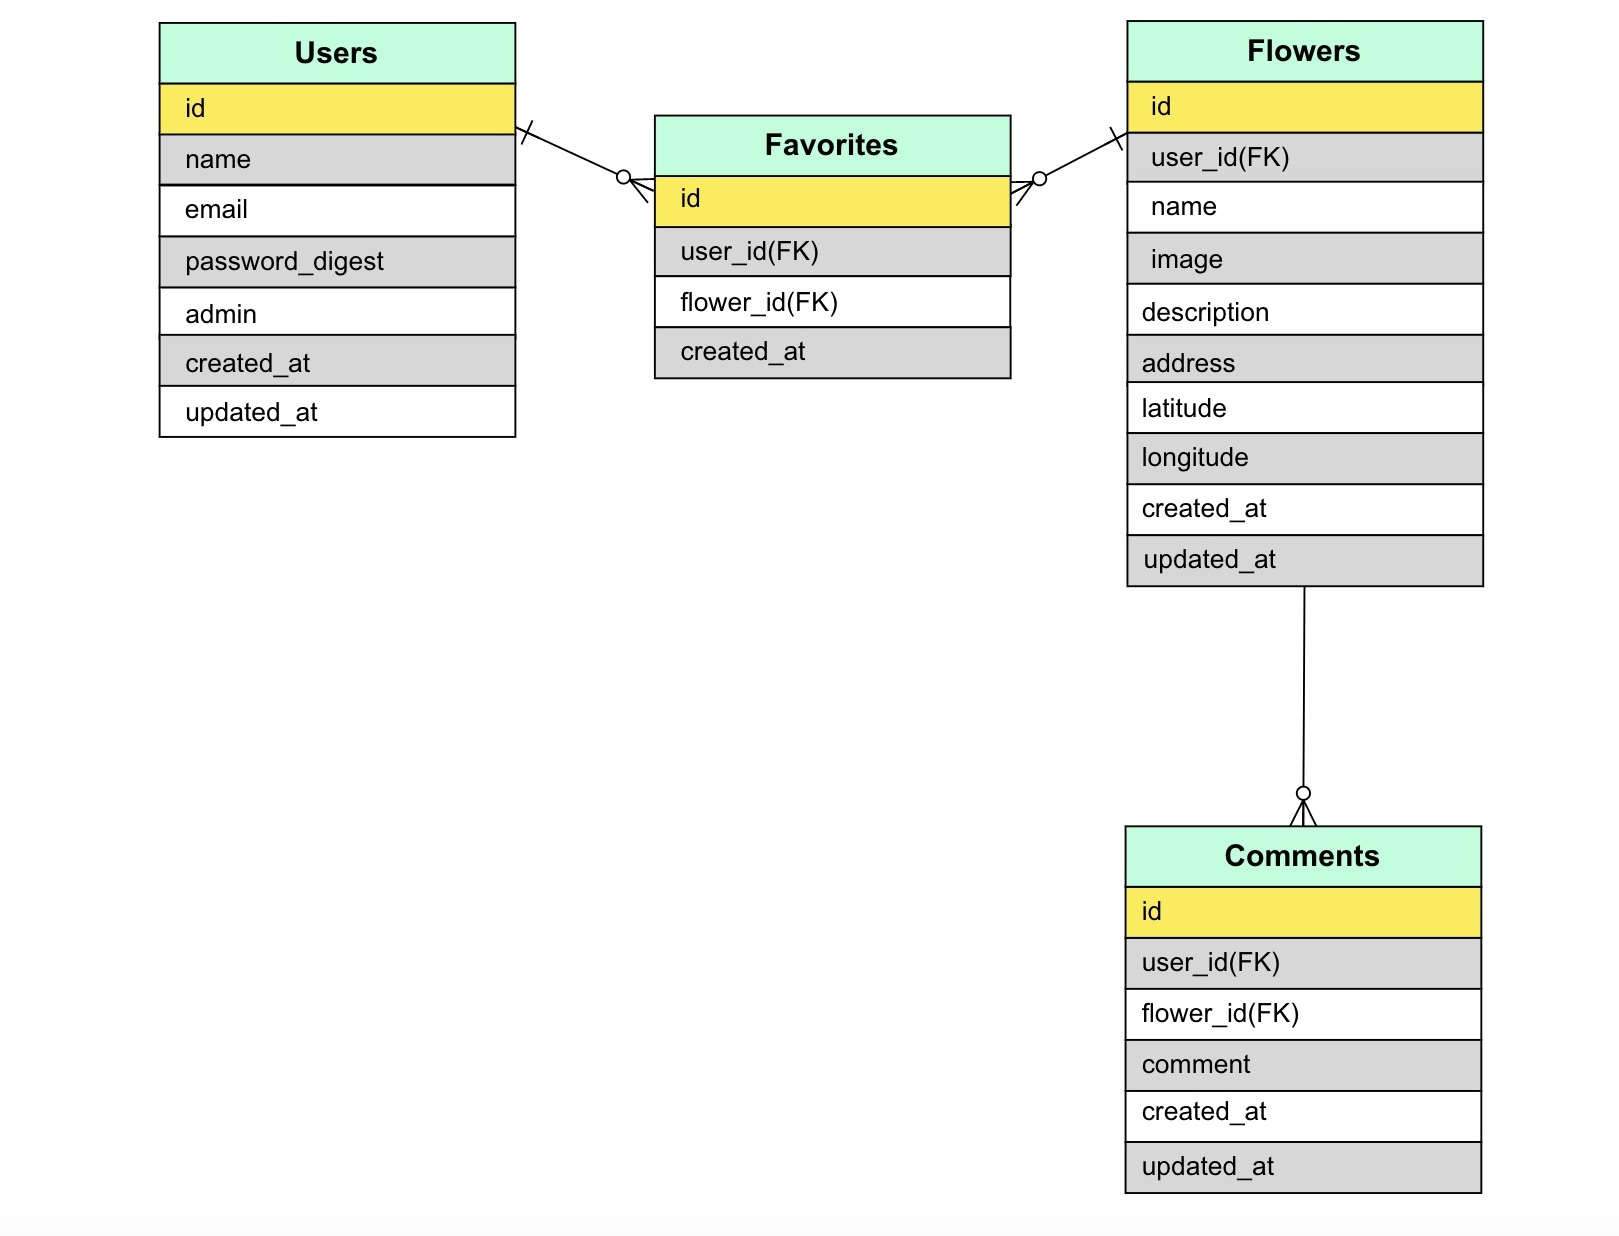 Users
id
name
email
password_digest
admin
created_at
updated_at
Favorites
id
user_id(FK)
flower_id(FK)
created_at
Flowers
id
user_id(FK)
name
image
description
address
latitude
longitude
created_at
updated_at
Comments
id
user_id(FK)
flower_id(FK)
comment
created_at
updated_at